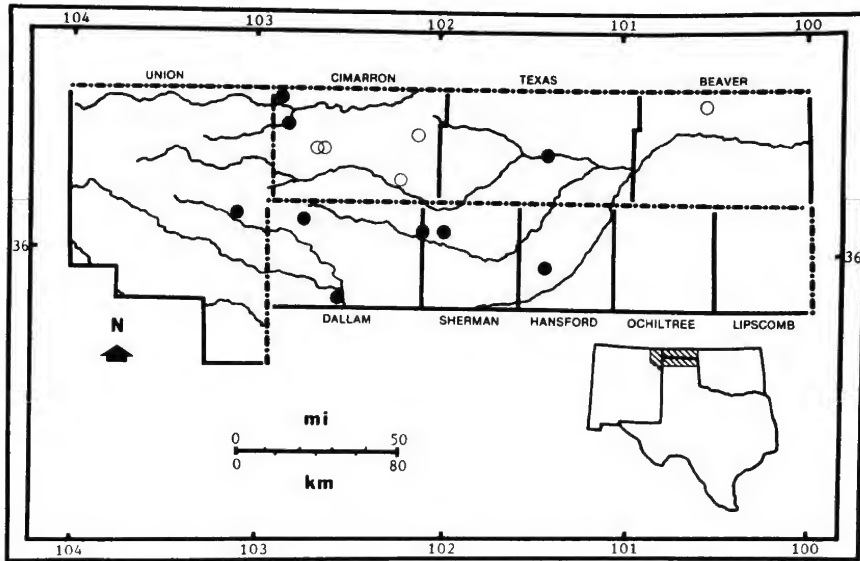 104 103 102 101 100
UNION CIMARRON TEXAS BEAVER
36 36
DALLAM SHERMAN HANSFORD OCHILTREE LIPSCOMB
N
mi
0 50
0 80
km
104 103 102 101 100